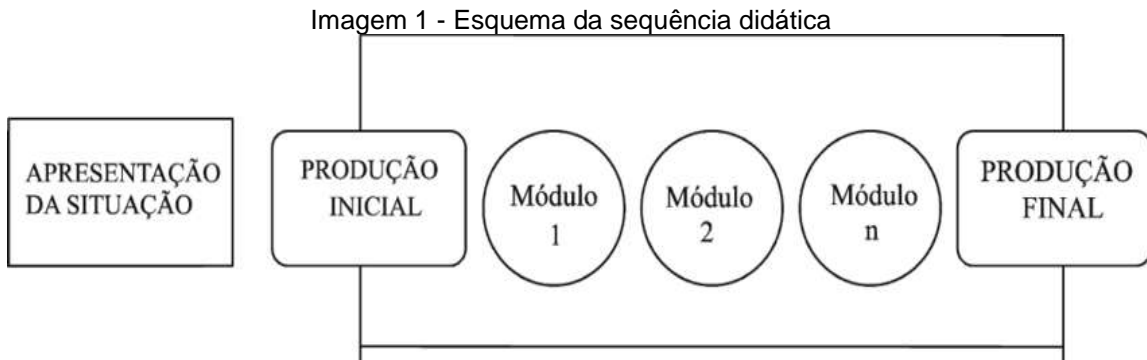 Imagem 1 - Esquema da sequência didática
APRESENTAÇÃO
DA SITUAÇÃO
PRODUÇÃO
INICIAL
Módulo
1
Módulo
2
Módulo
n
PRODUÇÃO
FINAL